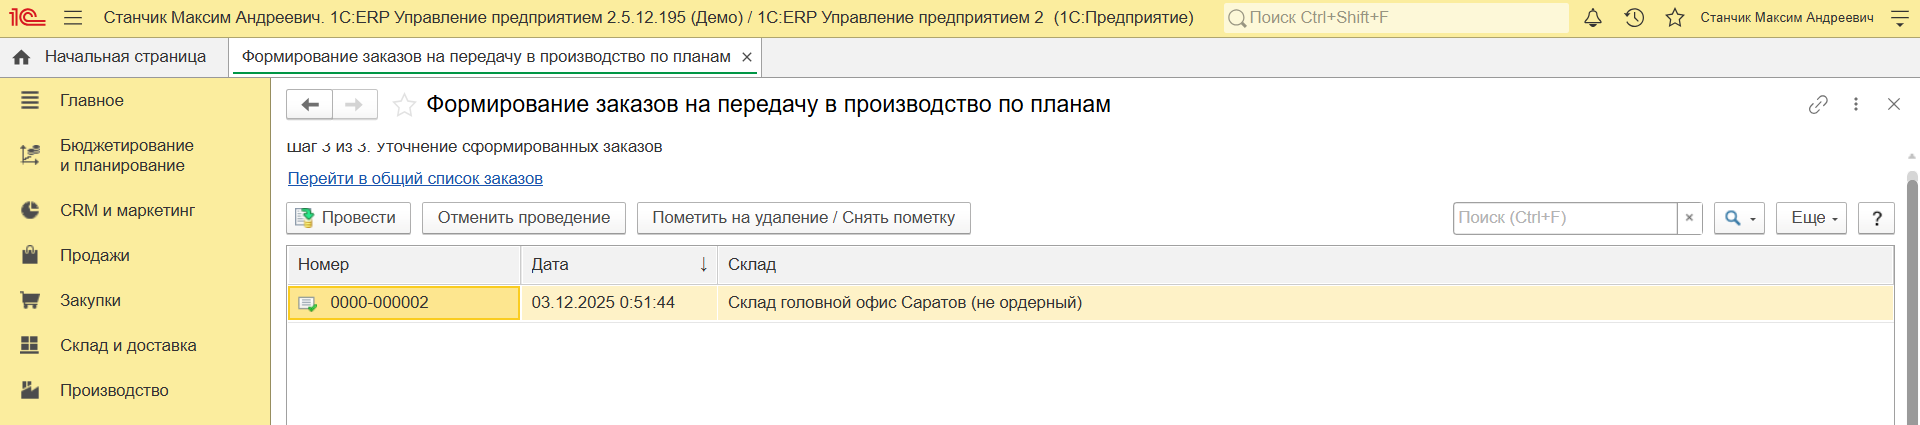 1С Станчик Максим Андреевич. 1С:ERP Управление предприятием 2.5.12.195 (Демо) / 1С:ERP Управление предприятием 2 (1С:Предприятие) Поиск Ctrl+Shift+F Станчик Максим Андреевич
Начальная страница Формирование заказов на передачу в производство по планам ×
Главное
Бюджетирование
и планирование
CRM и маркетинг
Продажи
Закупки
Склад и доставка
Производство
Формирование заказов на передачу в производство по планам
Шаг 3 из 3. Уточнение сформированных заказов
Перейти в общий список заказов
Провести Отменить проведение Пометить на удаление / Снять пометку Поиск (Ctrl+F) × Еще ?
Номер Дата ↓ Склад
0000-000002 03.12.2025 0:51:44 Склад головной офис Саратов (не ордерный)